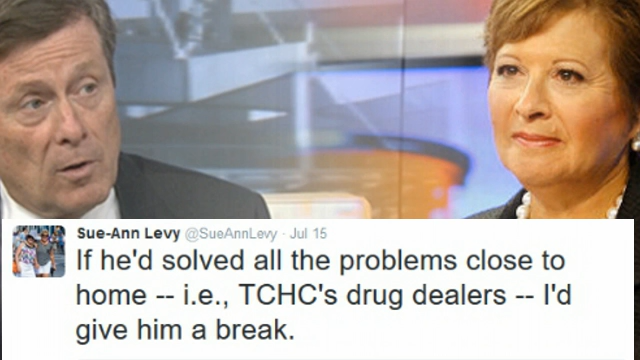 Sue-Ann Levy @SueAnnLevy · Jul 15
If he'd solved all the problems close to
home -- i.e., TCHC's drug dealers -- I'd
give him a break.